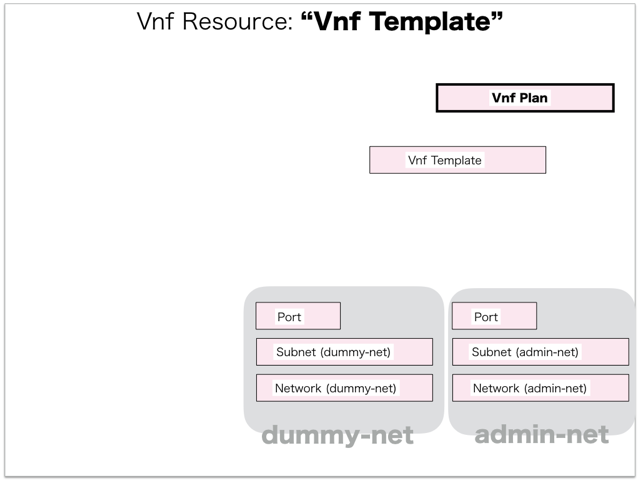 Vnf Resource: “Vnf Template”
Vnf Plan
Vnf Template
Port
Subnet (dummy-net)
Network (dummy-net)
dummy-net
Port
Subnet (admin-net)
Network (admin-net)
admin-net